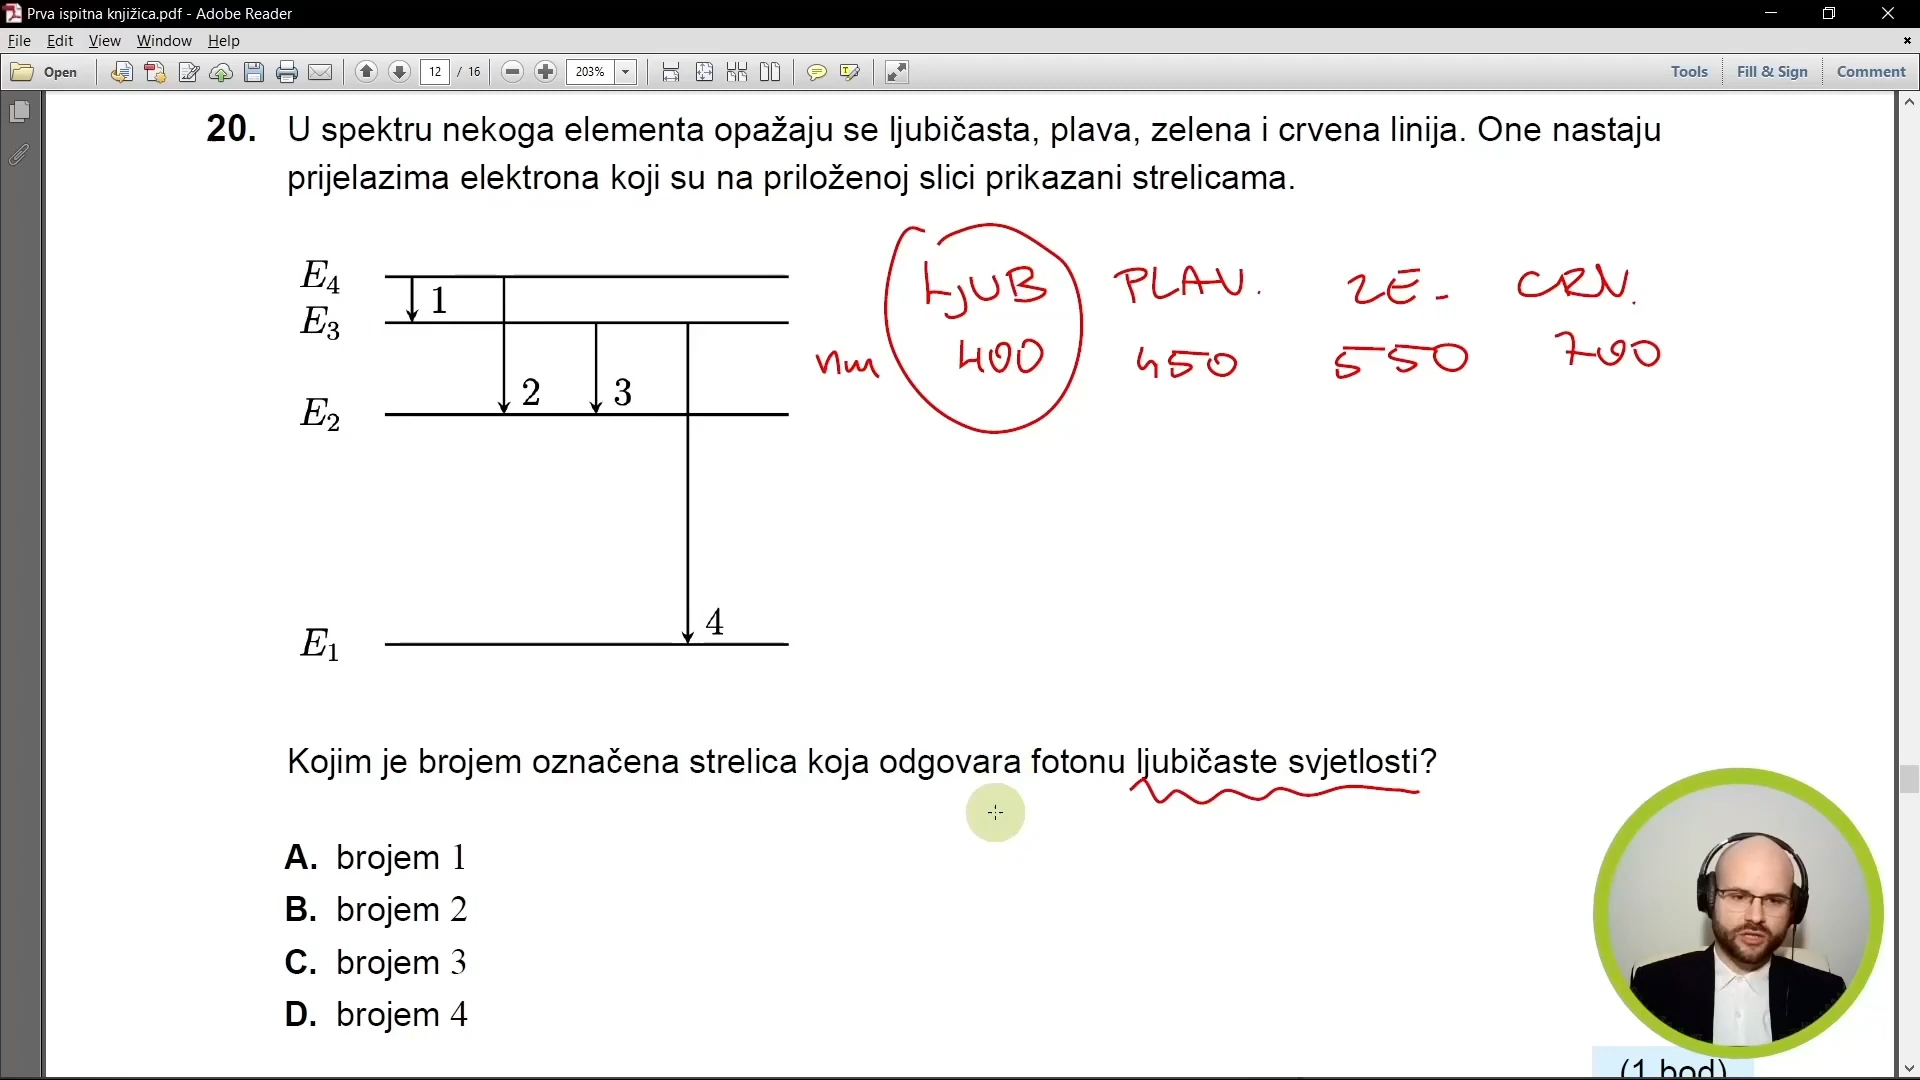 Prva ispitna knjižica.pdf - Adobe Reader
File Edit View Window Help
Open 12 / 16 203% Tools Fill & Sign Comment
20. U spektru nekoga elementa opažaju se ljubičasta, plava, zelena i crvena linija. One nastaju
prijelazima elektrona koji su na priloženoj slici prikazani strelicama.
E4
1
E3
2 3
E2
4
E1
LJUB PLAV. ZE. CRV.
nm 400 450 550 700
Kojim je brojem označena strelica koja odgovara fotonu ljubičaste svjetlosti?
A. brojem 1
B. brojem 2
C. brojem 3
D. brojem 4
(1 bod)